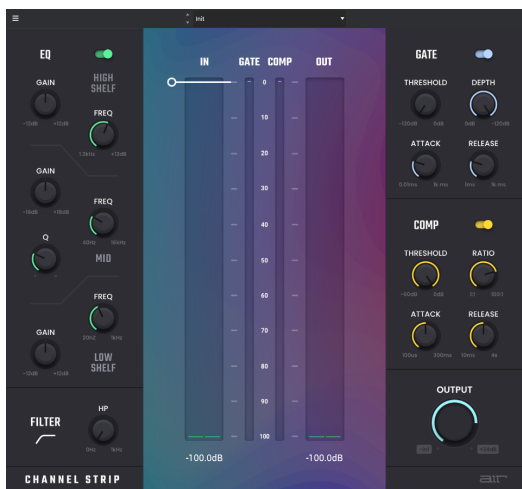 Init
EQ
GAIN
HIGH
SHELF
-12dB +12dB
FREQ
1.2kHz +12dB
GAIN
FREQ
Q
40Hz 16kHz
MID
FREQ
GAIN
20hZ 1kHz
LOW
SHELF
-12dB +12dB
FILTER
HP
0Hz 1kHz
CHANNEL STRIP
IN GATE COMP OUT
0
10
20
30
40
50
60
70
80
90
100
-100.0dB -100.0dB
GATE
THRESHOLD DEPTH
-120dB 0dB 0dB -120dB
ATTACK RELEASE
0.01ms 1k ms 1ms 1k ms
COMP
THRESHOLD RATIO
-60dB 0dB 1:1 100:1
ATTACK RELEASE
100us 300ms 10ms 4s
OUTPUT
-inf
air